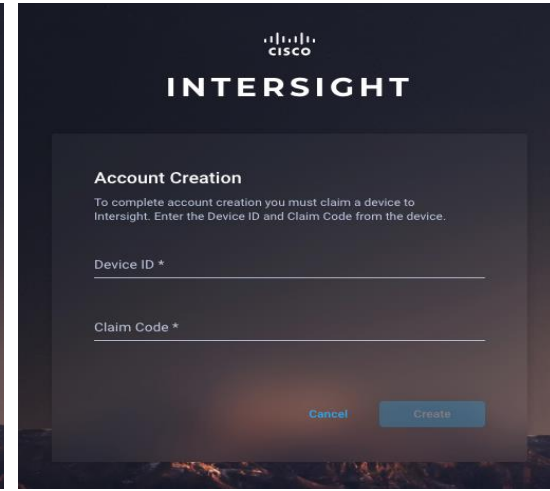 CISCO
INTERSIGHT
Account Creation
To complete account creation you must claim a device to
Intersight. Enter the Device ID and Claim Code from the device.
Device ID *
Claim Code *
Cancel Create